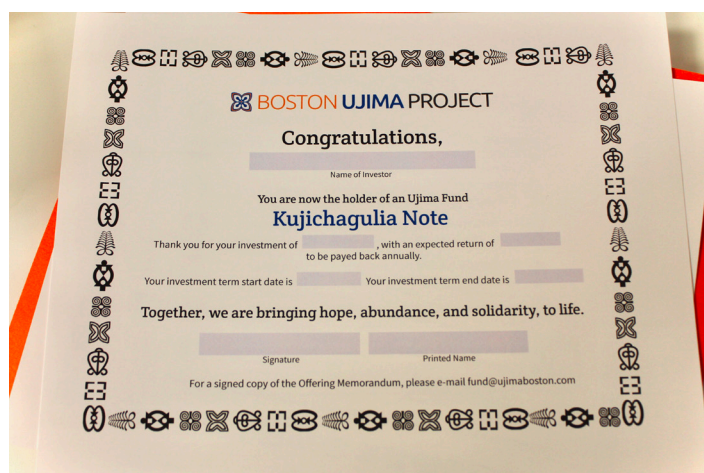 BOSTON UJIMA PROJECT
Congratulations,
Name of Investor
You are now the holder of an Ujima Fund
Kujichagulia Note
Thank you for your investment of , with an expected return of
to be payed back annually.
Your investment term start date is Your investment term end date is
Together, we are bringing hope, abundance, and solidarity, to life.
Signature Printed Name
For a signed copy of the Offering Memorandum, please e-mail fund@ujimaboston.com